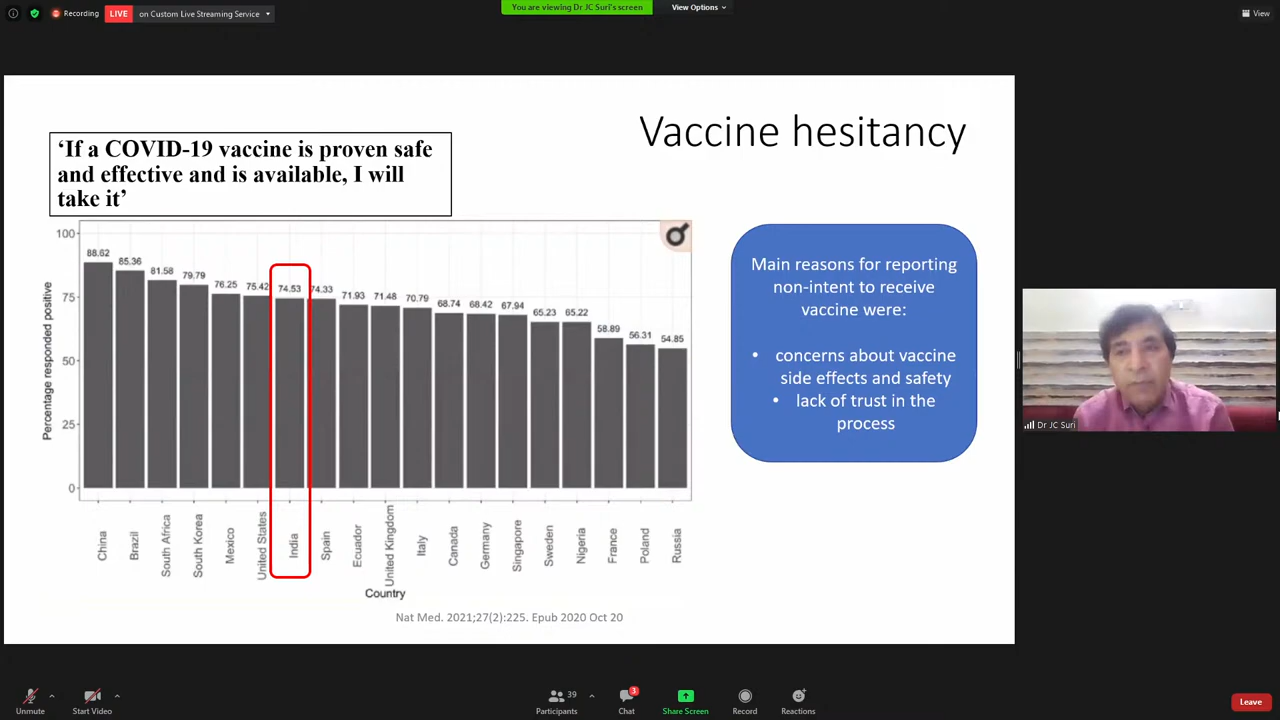 Recording
LIVE
on Custom Live Streaming Service
You are viewing Dr JC Suri's screen
View Options
View
Vaccine hesitancy
‘If a COVID-19 vaccine is proven safe
and effective and is available, I will
take it’
Percentage responded positive
100
75
50
25
0
88.62
85.36
81.58
79.79
76.25
75.42
74.53
74.33
71.93
71.48
70.79
68.74
68.42
67.94
65.23
65.22
58.89
56.31
54.85
China
Brazil
South Africa
South Korea
Mexico
United States
India
Spain
Ecuador
United Kingdom
Italy
Canada
Germany
Singapore
Sweden
Nigeria
France
Poland
Russia
Country
Nat Med. 2021;27(2):225. Epub 2020 Oct 20
Main reasons for reporting
non-intent to receive
vaccine were:
• concerns about vaccine
side effects and safety
• lack of trust in the
process
Dr JC Suri
Unmute
Start Video
39
Participants
3
Chat
Share Screen
Record
Reactions
Leave